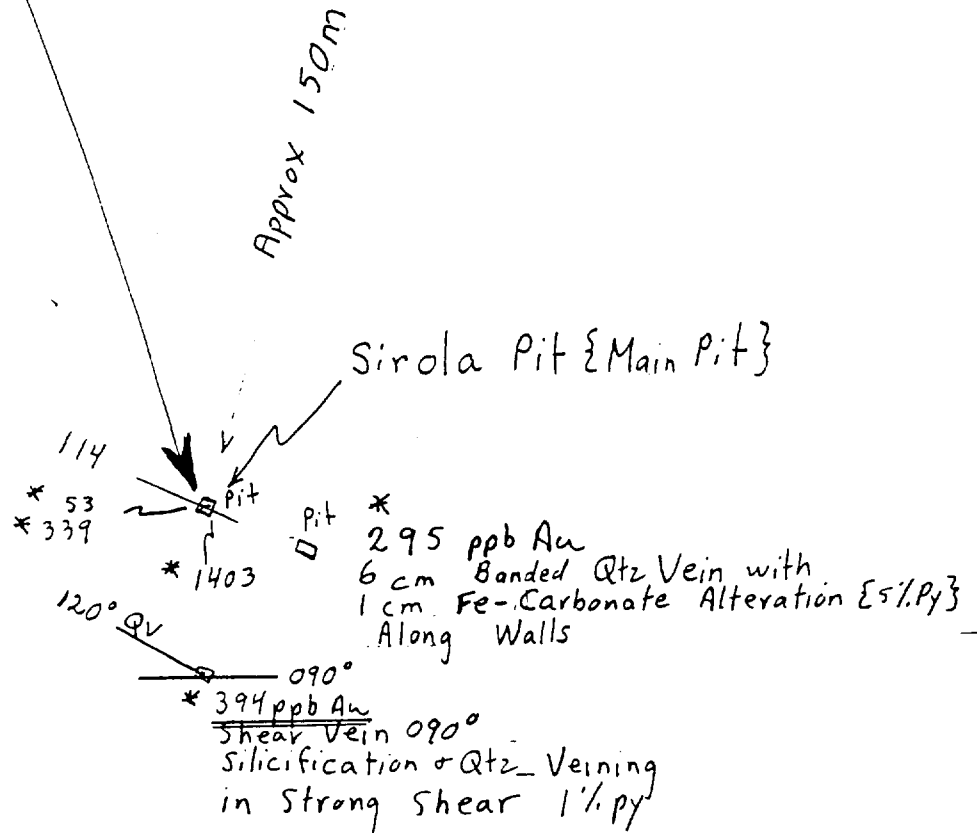 Approx 150m
Sirola Pit {Main Pit}
114
* 53
* 339
Pit
* 1403
Pit
*
295 ppb Au
6 cm Banded Qtz Vein with
1 cm Fe-Carbonate Alteration {5% Py}
Along Walls
120° QV
090°
* 394 ppb Au
Shear Vein 090°
Silicification & Qtz Veining
in Strong Shear 1% py